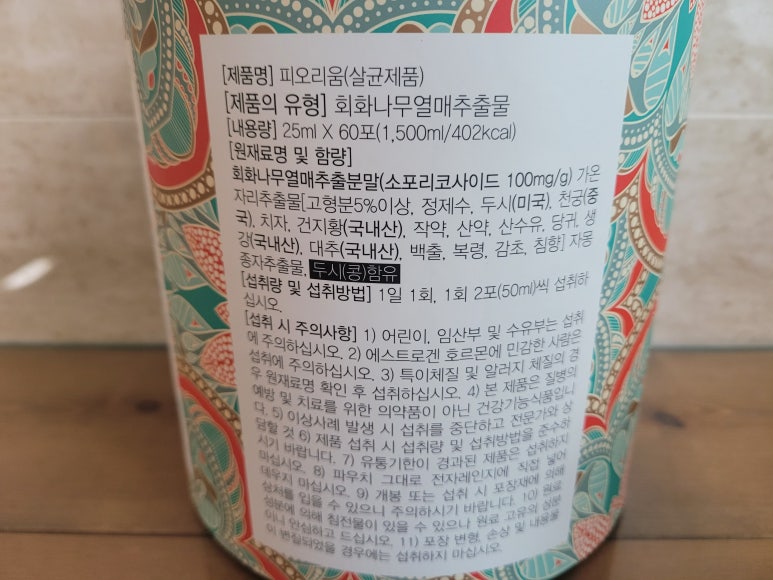 [제품명] 피오리움(살균제품)
[제품의 유형] 회화나무열매추출물
[내용량] 25ml X 60포(1,500ml/402kcal)
[원재료명 및 함량]
회화나무열매추출분말(소포리코사이드 100mg/g) 가온
자리추출물[고형분5%이상, 정제수, 두시(미국), 천궁(중
국), 치자, 건지황(국내산), 작약, 산약, 산수유, 당귀, 생
강(국내산), 대추(국내산), 백출, 복령, 감초, 침향] 자몽
종자추출물, 두시(콩)함유
[섭취량 및 섭취방법] 1일 1회, 1회 2포(50ml)씩 섭취하
십시오.
[섭취 시 주의사항] 1) 어린이, 임산부 및 수유부는 섭취
에 주의하십시오. 2) 에스트로겐 호르몬에 민감한 사람은
섭취에 주의하십시오. 3) 특이체질 및 알러지 체질의 경
우 원재료명 확인 후 섭취하십시오. 4) 본 제품은 질병의
예방 및 치료를 위한 의약품이 아닌 건강기능식품입니
다. 5) 이상사례 발생 시 섭취를 중단하고 전문가와 상
담할 것 6) 제품 섭취 시 섭취량 및 섭취방법을 준수하
시기 바랍니다. 7) 유통기한이 경과된 제품은 섭취하지
마십시오. 8) 파우치 그대로 전자레인지에 직접 넣어
데우지 마십시오. 9) 개봉 또는 섭취 시 포장재에 의해
상처를 입을 수 있으니 주의하시기 바랍니다. 10) 원료
성분에 의해 침전물이 있을 수 있으나 원료 고유의 성분
이니 안심하고 드십시오. 11) 포장 변형, 손상 및 내용물
이 변질되었을 경우에는 섭취하지 마십시오.